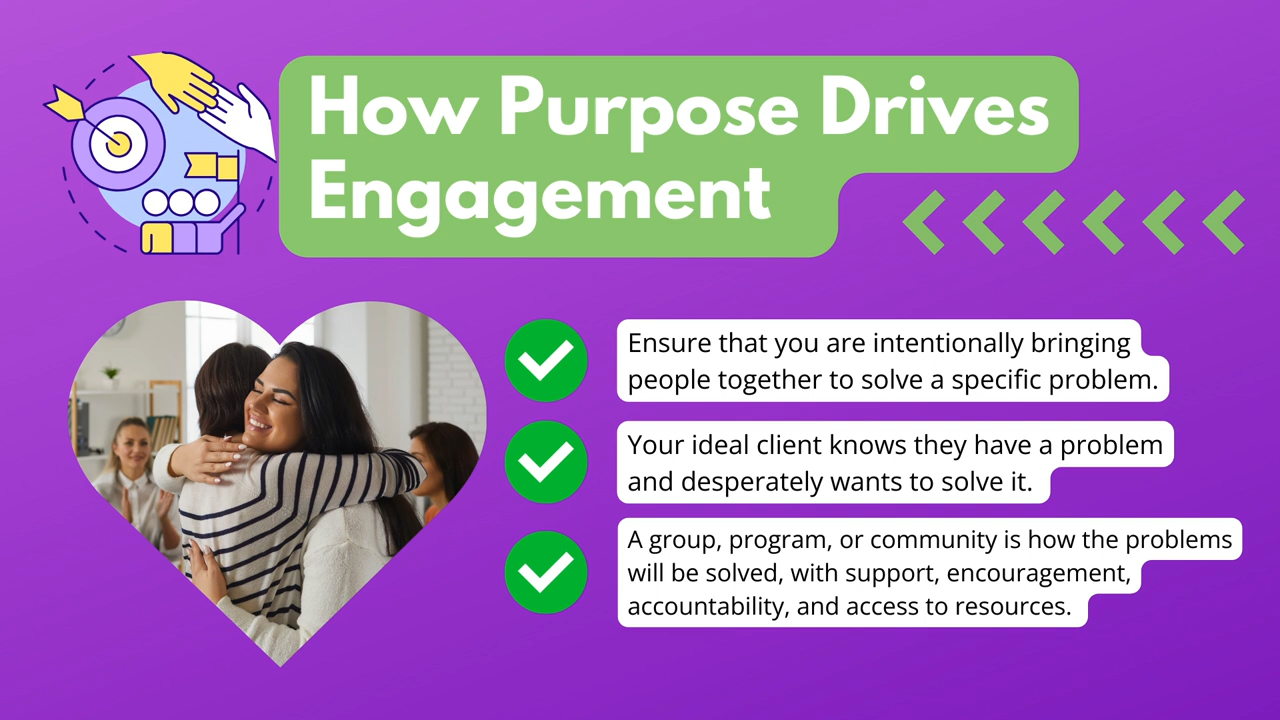 How Purpose Drives
Engagement
Ensure that you are intentionally bringing
people together to solve a specific problem.
Your ideal client knows they have a problem
and desperately wants to solve it.
A group, program, or community is how the problems
will be solved, with support, encouragement,
accountability, and access to resources.